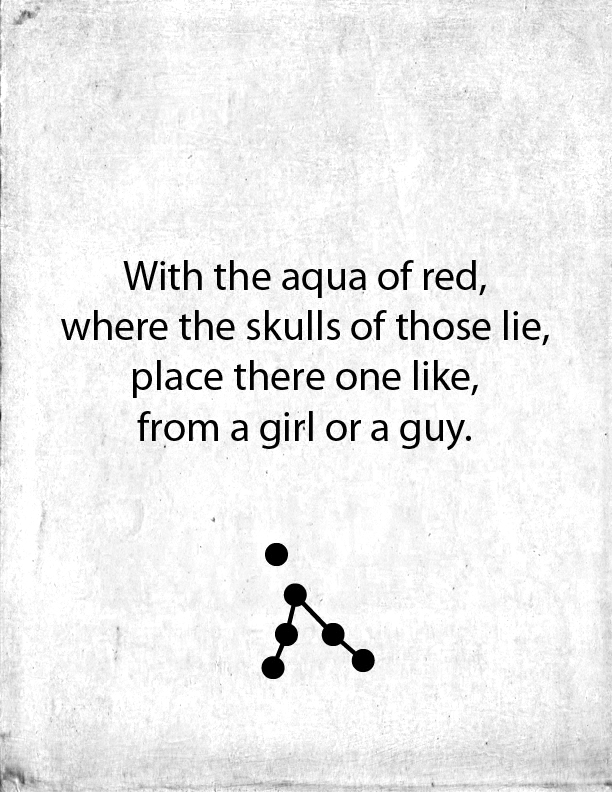 With the aqua of red,
where the skulls of those lie,
place there one like,
from a girl or a guy.